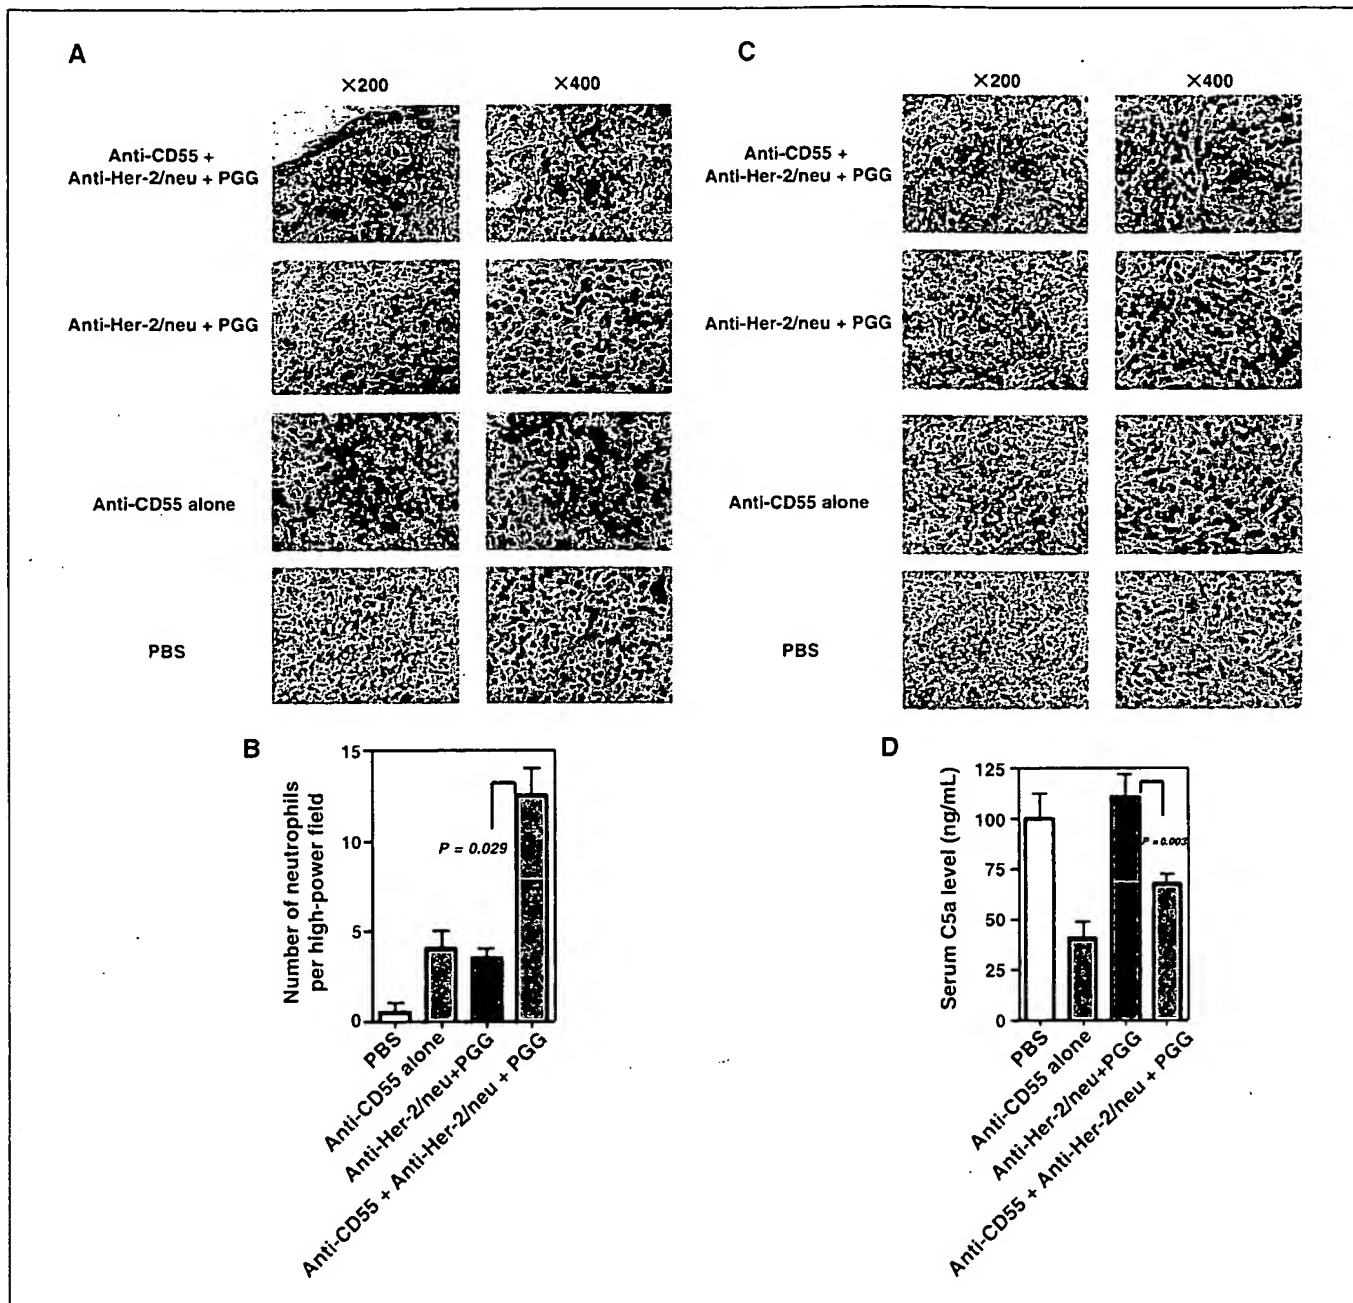 A
×200
×400
Anti-CD55 +
Anti-Her-2/neu + PGG
Anti-Her-2/neu + PGG
Anti-CD55 alone
PBS
B
Number of neutrophils
per high-power field
15
10
5
0
P = 0.029
PBS
Anti-CD55 alone
Anti-Her-2/neu+PGG
Anti-CD55 + Anti-Her-2/neu + PGG
C
×200
×400
Anti-CD55 +
Anti-Her-2/neu + PGG
Anti-Her-2/neu + PGG
Anti-CD55 alone
PBS
D
Serum C5a level (ng/mL)
125
100
75
50
25
0
P = 0.003
PBS
Anti-CD55 alone
Anti-Her-2/neu+PGG
Anti-CD55 + Anti-Her-2/neu + PGG